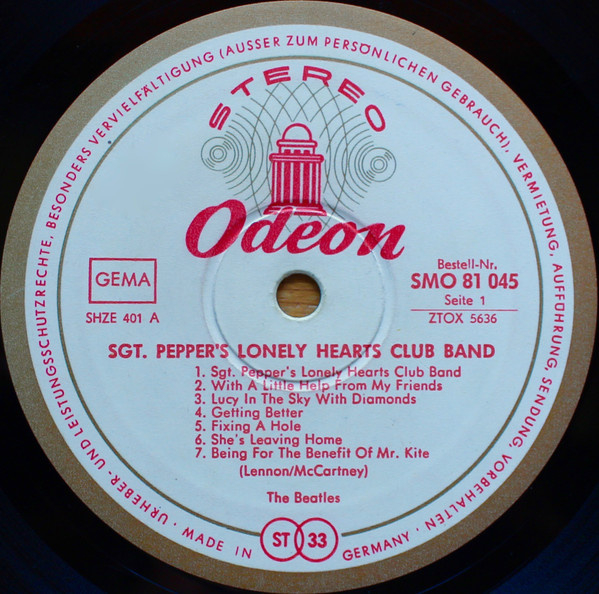 URHEBER- UND LEISTUNGSSCHUTZRECHTE, BESONDERS VERVIELFÄLTIGUNG (AUSSER ZUM PERSÖNLICHEN GEBRAUCH), VERMIETUNG, AUFFÜHRUNG, SENDUNG, VORBEHALTEN ·
STEREO
Odeon
GEMA
SHZE 401 A
Bestell-Nr.
SMO 81 045
Seite 1
ZTOX 5636
SGT. PEPPER'S LONELY HEARTS CLUB BAND
1. Sgt. Pepper's Lonely Hearts Club Band
2. With A Little Help From My Friends
3. Lucy In The Sky With Diamonds
4. Getting Better
5. Fixing A Hole
6. She's Leaving Home
7. Being For The Benefit Of Mr. Kite
(Lennon/McCartney)
The Beatles
· MADE IN GERMANY ·
ST 33